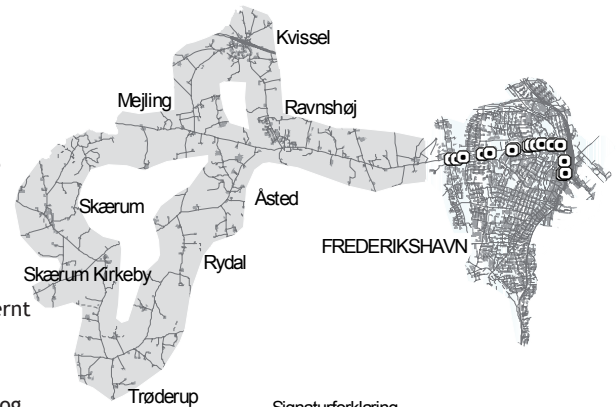 Kvissel
Mejling
Ravnshøj
Åsted
Skærum
FREDERIKSHAVN
Rydal
Skærum Kirkeby
Trøderup